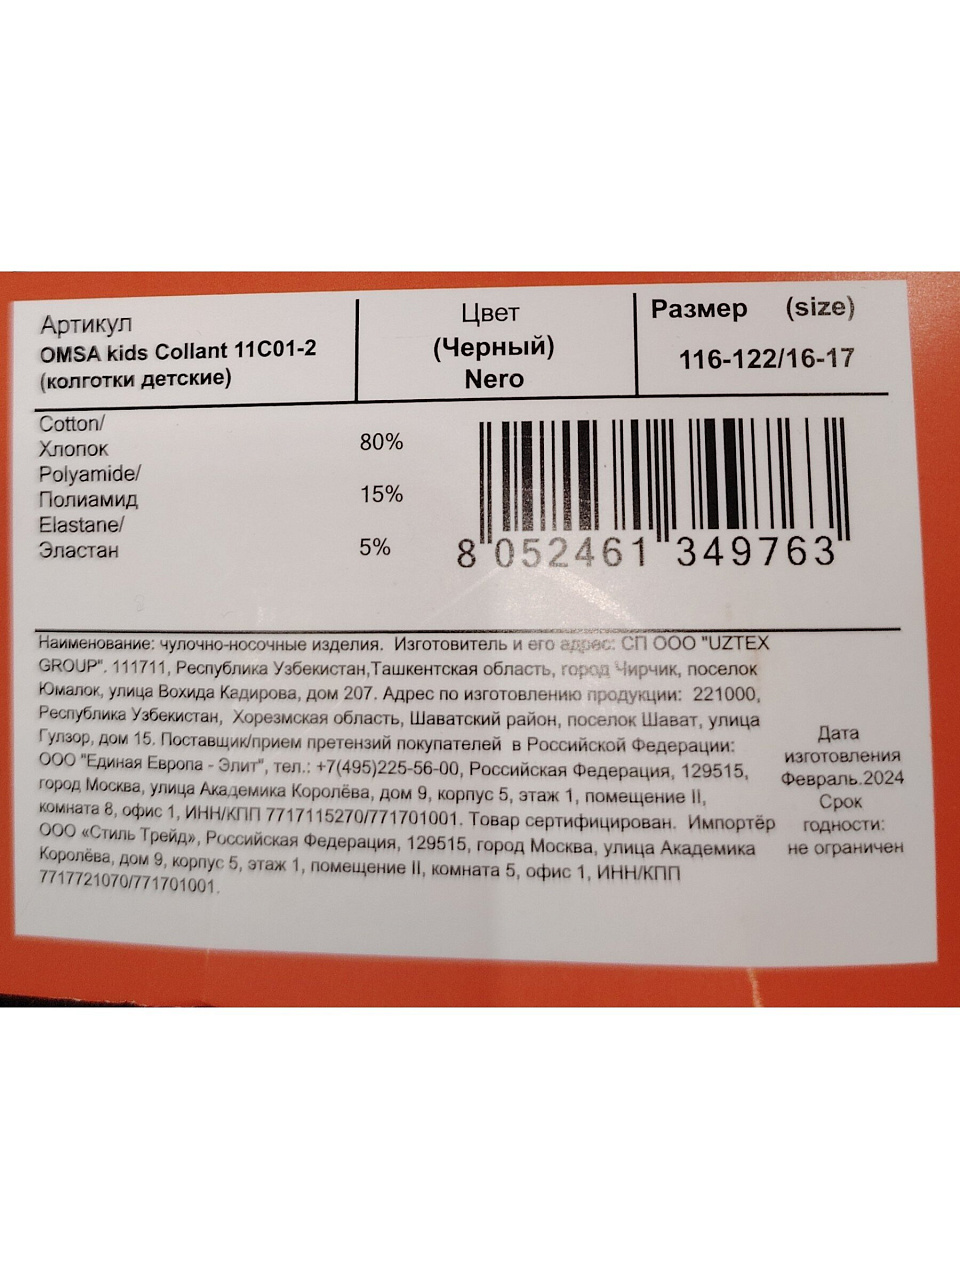 Артикул
OMSA kids Collant 11C01-2
(колготки детские)
Цвет
(Черный)
Nero
Размер (size)
116-122/16-17
Cotton/
Хлопок 80%
Polyamide/
Полиамид 15%
Elastane/
Эластан 5%
8 052461 349763
Наименование: чулочно-носочные изделия. Изготовитель и его адрес: СП ООО "UZTEX
GROUP". 111711, Республика Узбекистан,Ташкентская область, город Чирчик, поселок
Юмалок, улица Вохида Кадирова, дом 207. Адрес по изготовлению продукции: 221000,
Республика Узбекистан, Хорезмская область, Шаватский район, поселок Шават, улица
Гулзор, дом 15. Поставщик/прием претензий покупателей в Российской Федерации:
ООО "Единая Европа - Элит", тел.: +7(495)225-56-00, Российская Федерация, 129515,
город Москва, улица Академика Королёва, дом 9, корпус 5, этаж 1, помещение II,
комната 8, офис 1, ИНН/КПП 7717115270/771701001. Товар сертифицирован. Импортёр
ООО «Стиль Трейд», Российская Федерация, 129515, город Москва, улица Академика
Королёва, дом 9, корпус 5, этаж 1, помещение II, комната 5, офис 1, ИНН/КПП
7717721070/771701001.
Дата
изготовления
Февраль.2024
Срок
годности:
не ограничен